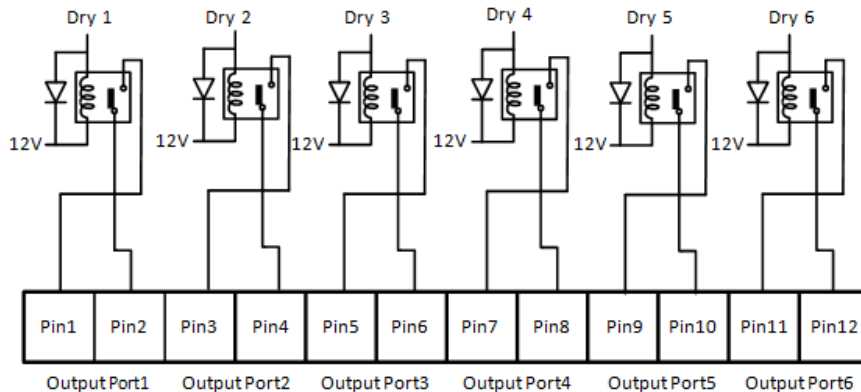 Dry 1 Dry 2 Dry 3 Dry 4 Dry 5 Dry 6
12V 12V 12V 12V 12V 12V
Pin1 Pin2 Pin3 Pin4 Pin5 Pin6 Pin7 Pin8 Pin9 Pin10 Pin11 Pin12
Output Port1 Output Port2 Output Port3 Output Port4 Output Port5 Output Port6